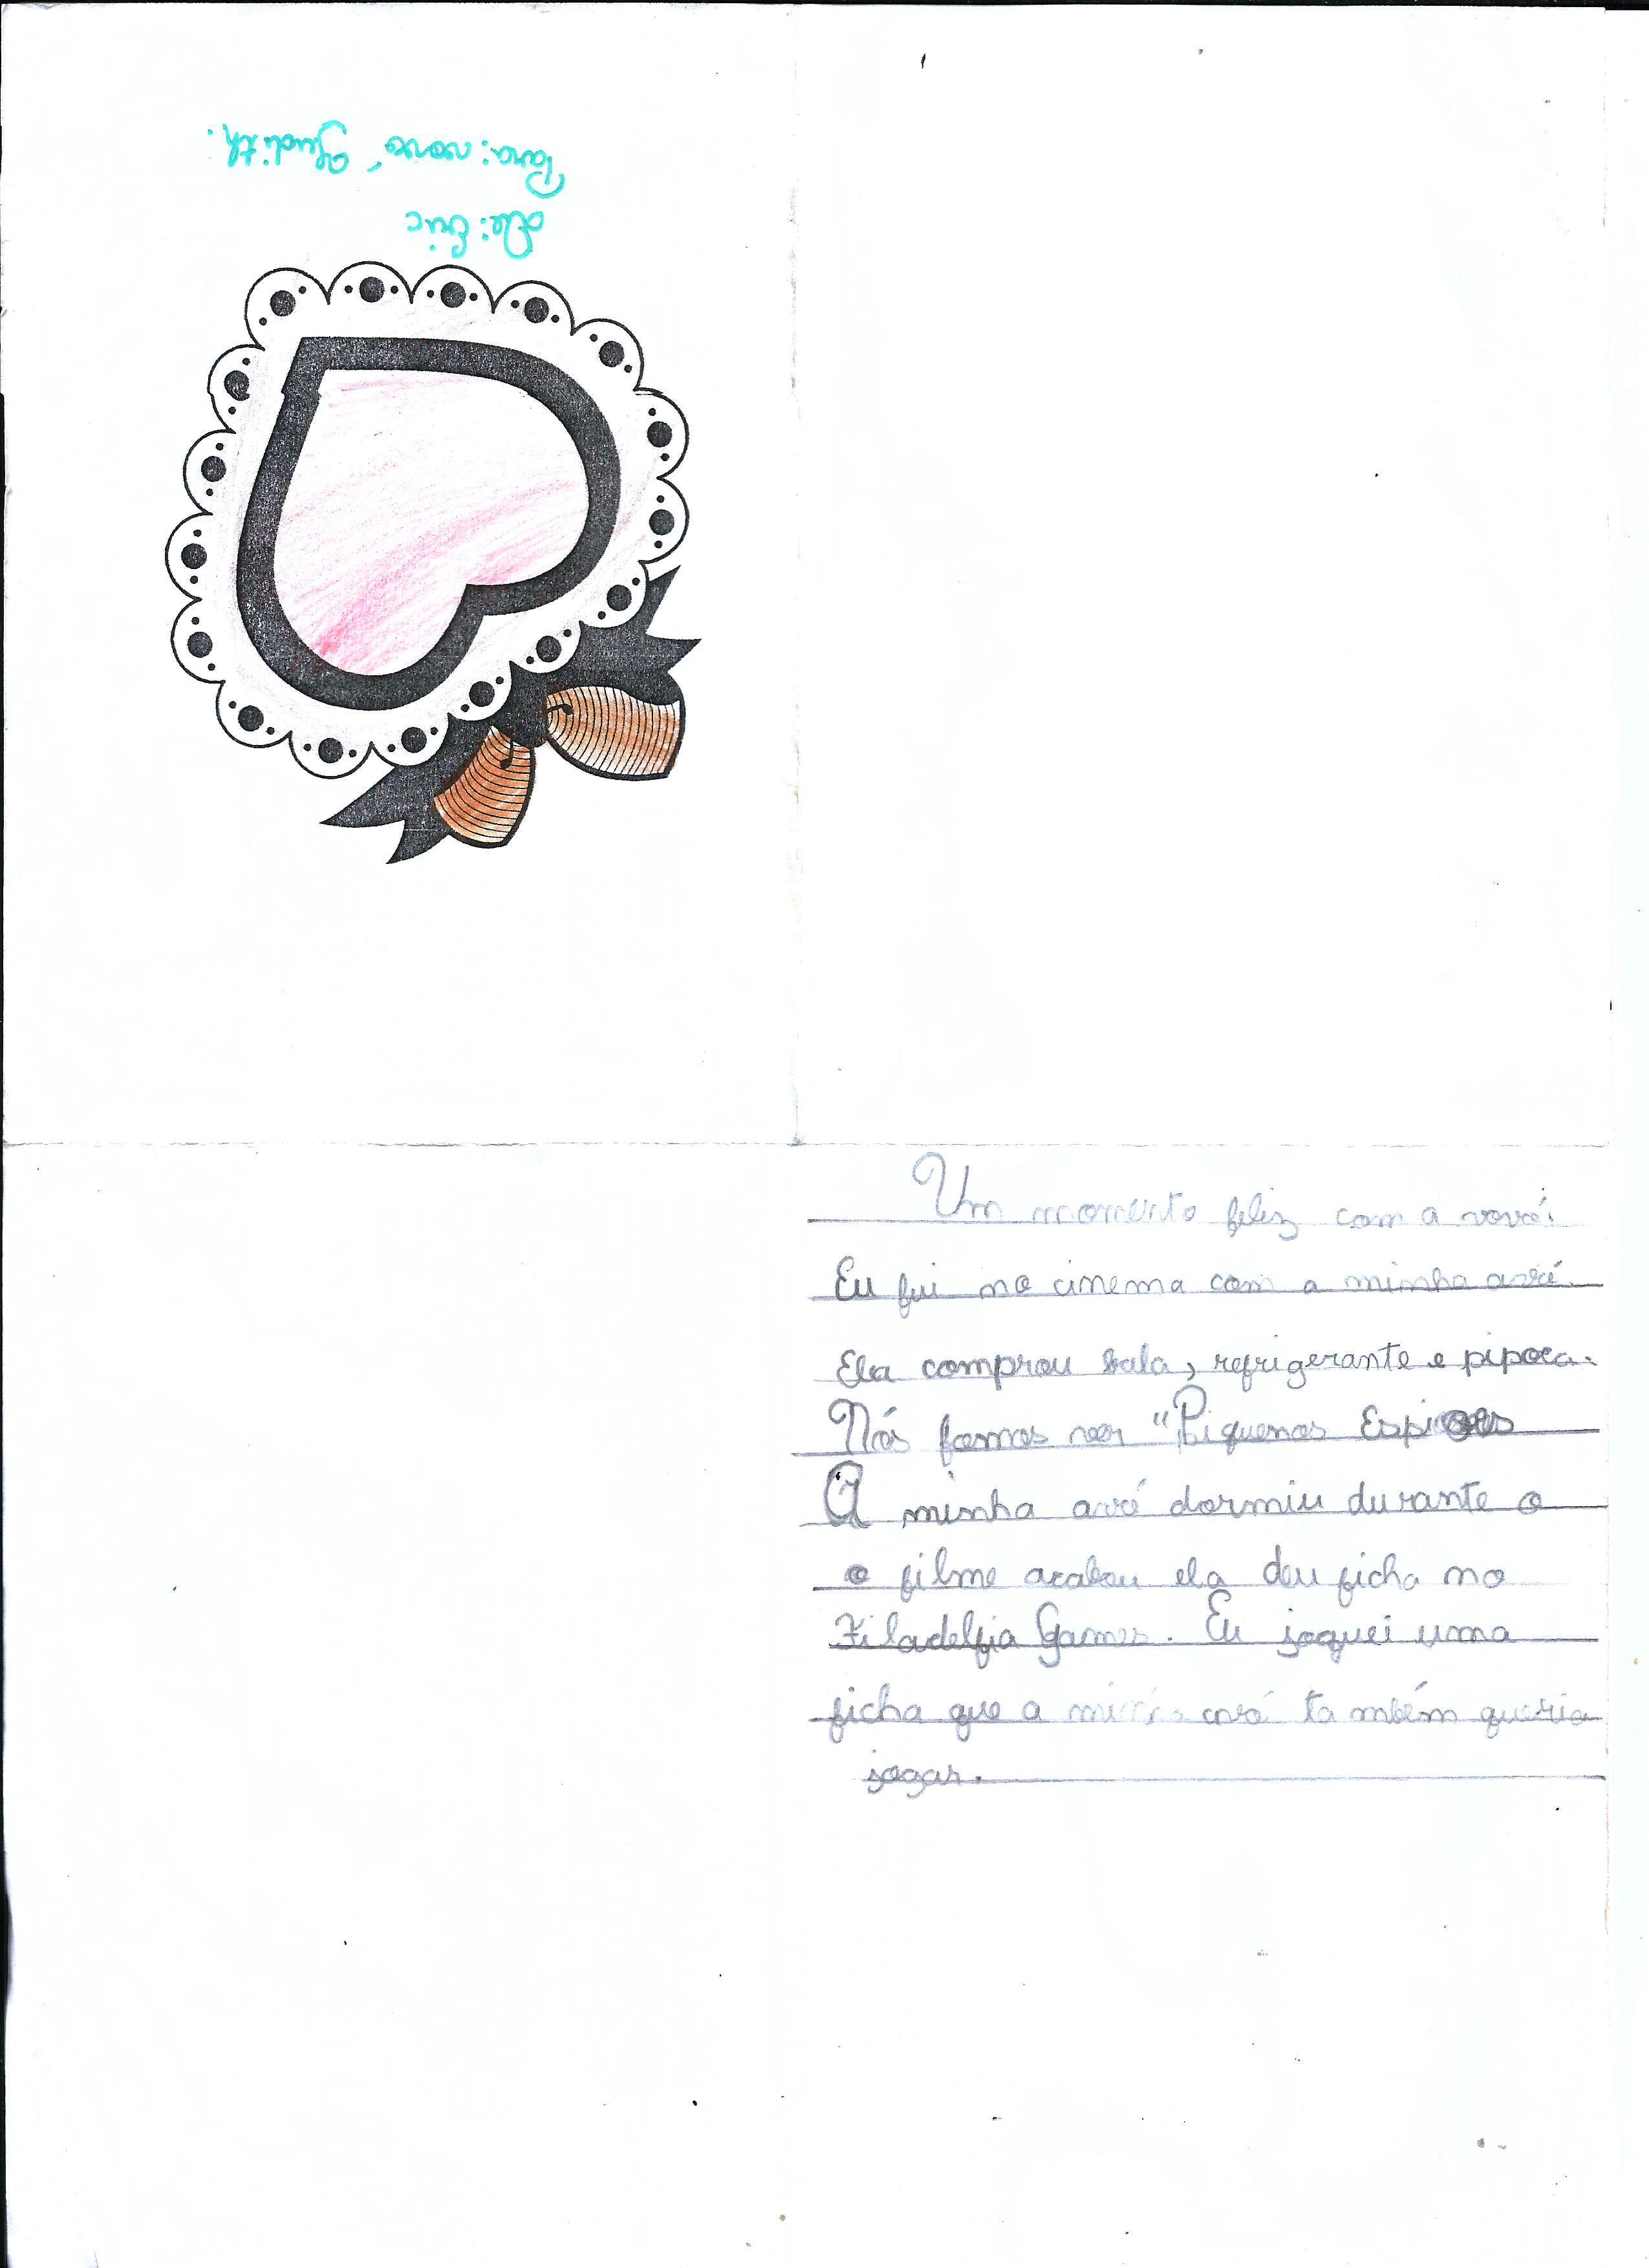 De: Eric
Para: vovó Judith.
Um momento feliz com a vovó.
Eu fui no cinema com a minha avó.
Ela comprou bala, refrigerante e pipoca.
Nós fomos ver "Piquenos Espiões
A minha avó dormiu durante o
o filme acabou ela deu ficha no
Filadelfia Games. Eu joguei uma
ficha que a minha avó também queria
jogar.